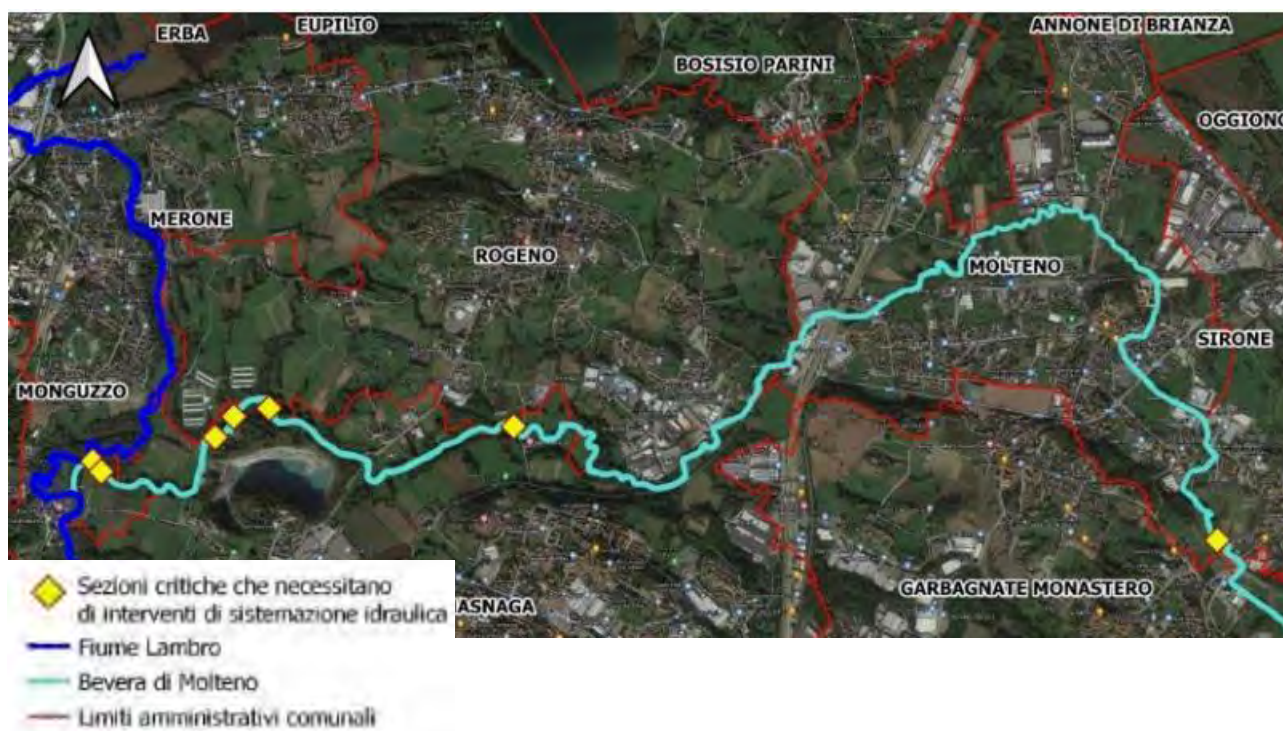 ERBA
EUPILIO
ANNONE DI BRIANZA
BOSISIO PARINI
OGGIONO
MERONE
ROGENO
MOLTENO
SIRONE
MONGUZZO
GARBAGNATE MONASTERO
ASNAGA
Sezioni critiche che necessitano
di interventi di sistemazione idraulica
Fiume Lambro
Bevera di Molteno
Limiti amministrativi comunali